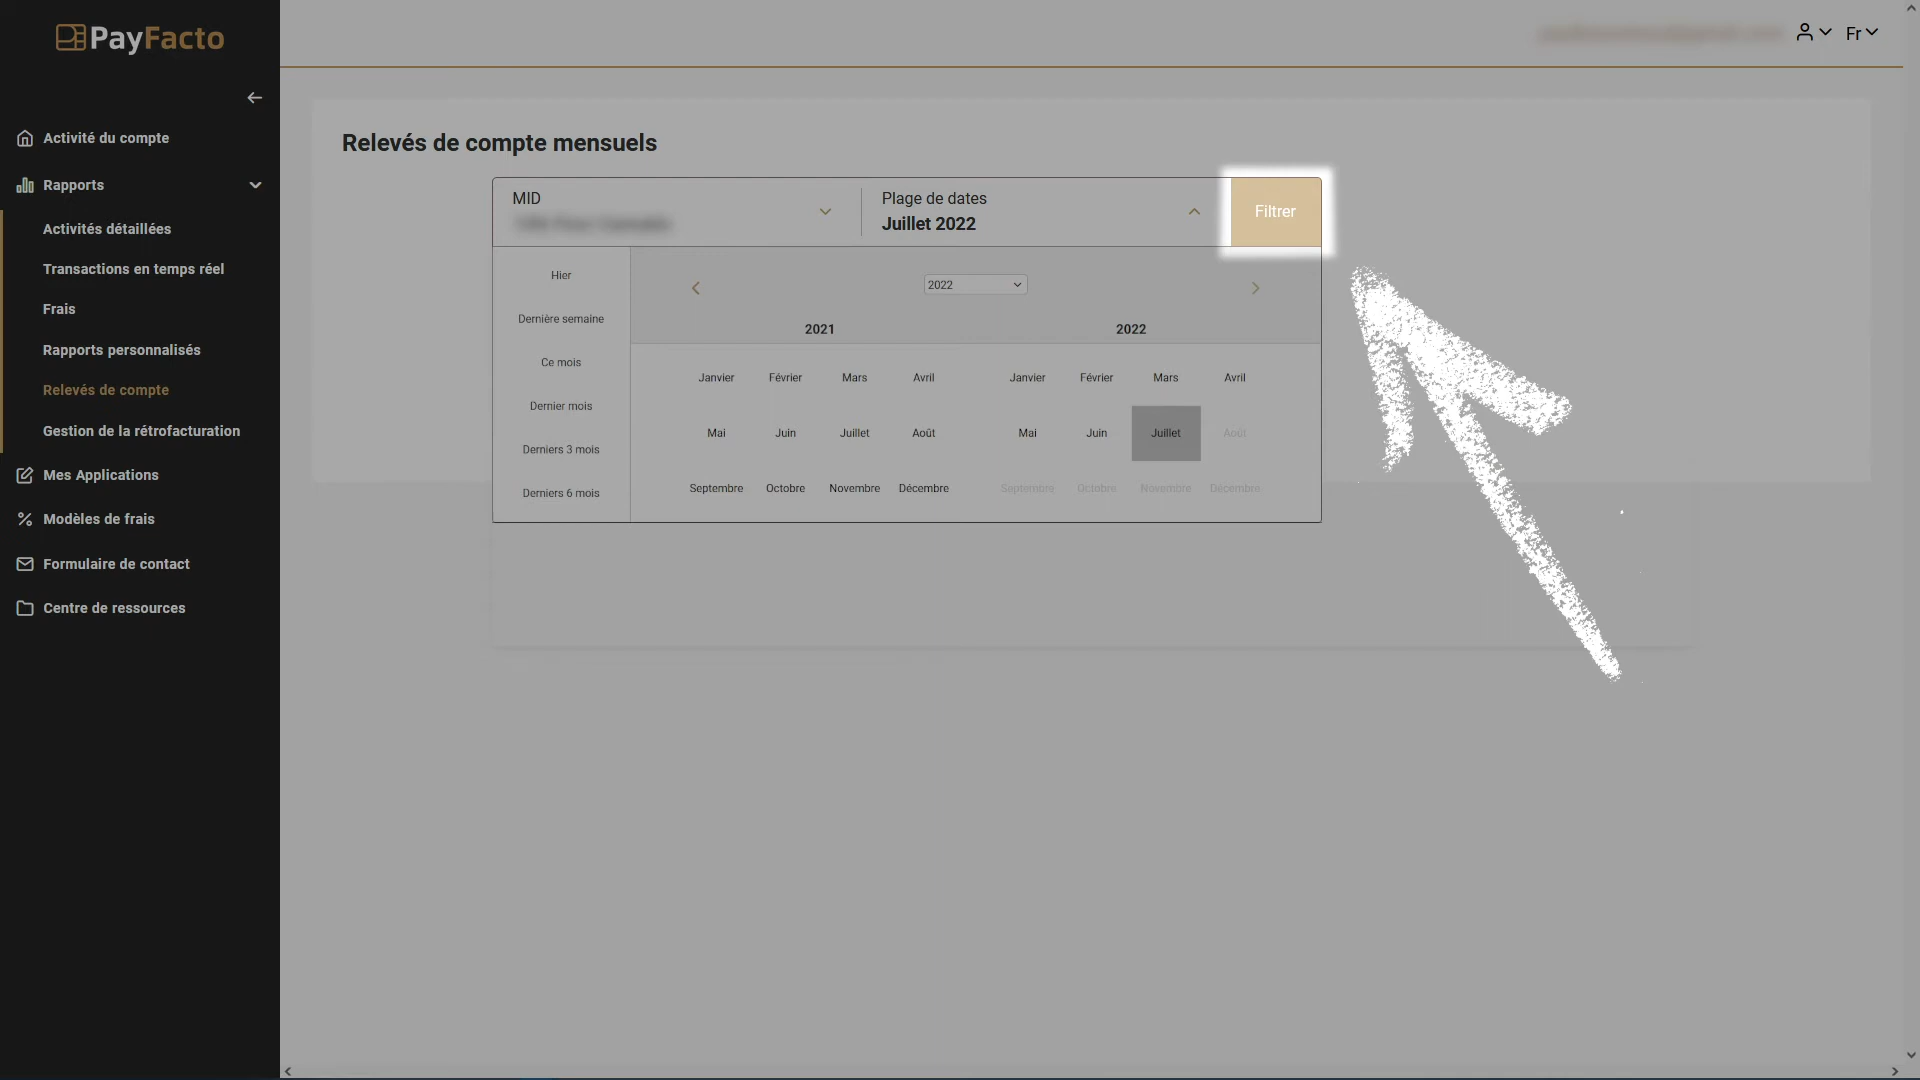 PayFacto
Fr
Activité du compte
Rapports
Activités détaillées
Transactions en temps réel
Frais
Rapports personnalisés
Relevés de compte
Gestion de la rétrofacturation
Mes Applications
Modèles de frais
Formulaire de contact
Centre de ressources
Relevés de compte mensuels
MID
Plage de dates
Juillet 2022
Filtrer
Hier
Dernière semaine
Ce mois
Dernier mois
Derniers 3 mois
Derniers 6 mois
2022
2021
Janvier Février Mars Avril
Mai Juin Juillet Août
Septembre Octobre Novembre Décembre
2022
Janvier Février Mars Avril
Mai Juin Juillet Août
Septembre Octobre Novembre Décembre